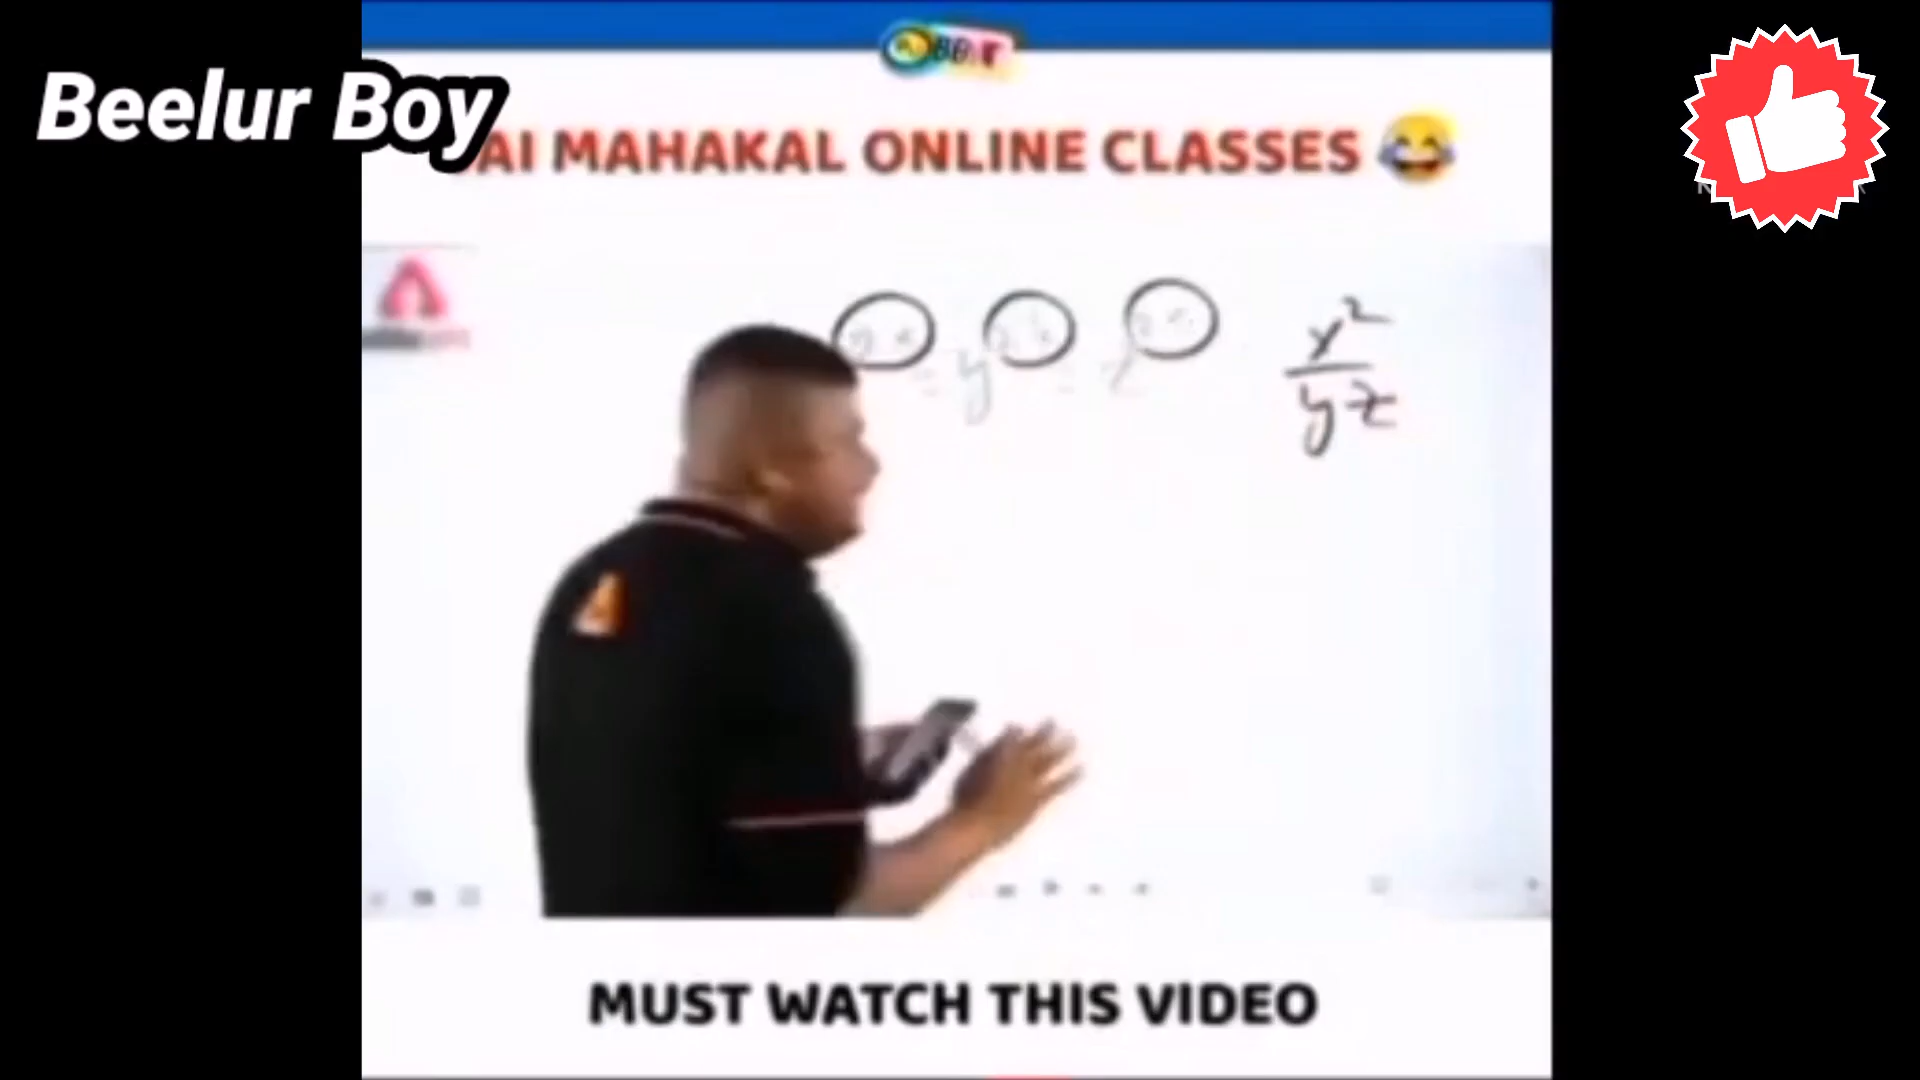 Beelur Boy
AI MAHAKAL ONLINE CLASSES 😂
= y = z
x²
yz
MUST WATCH THIS VIDEO